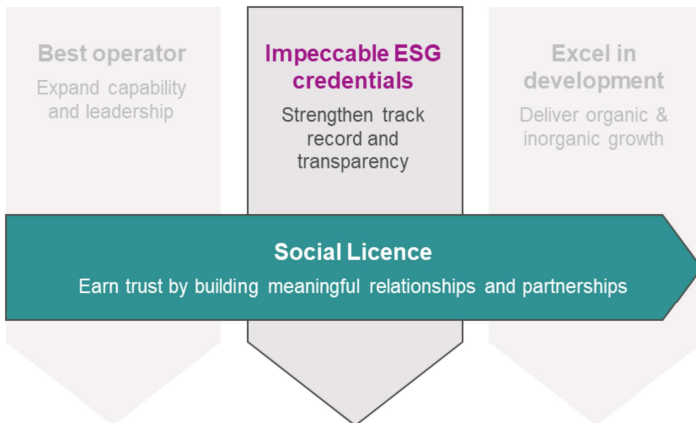 Best operator
Expand capability
and leadership
Impeccable ESG
credentials
Strengthen track
record and
transparency
Excel in
development
Deliver organic &
inorganic growth
Social Licence
Earn trust by building meaningful relationships and partnerships